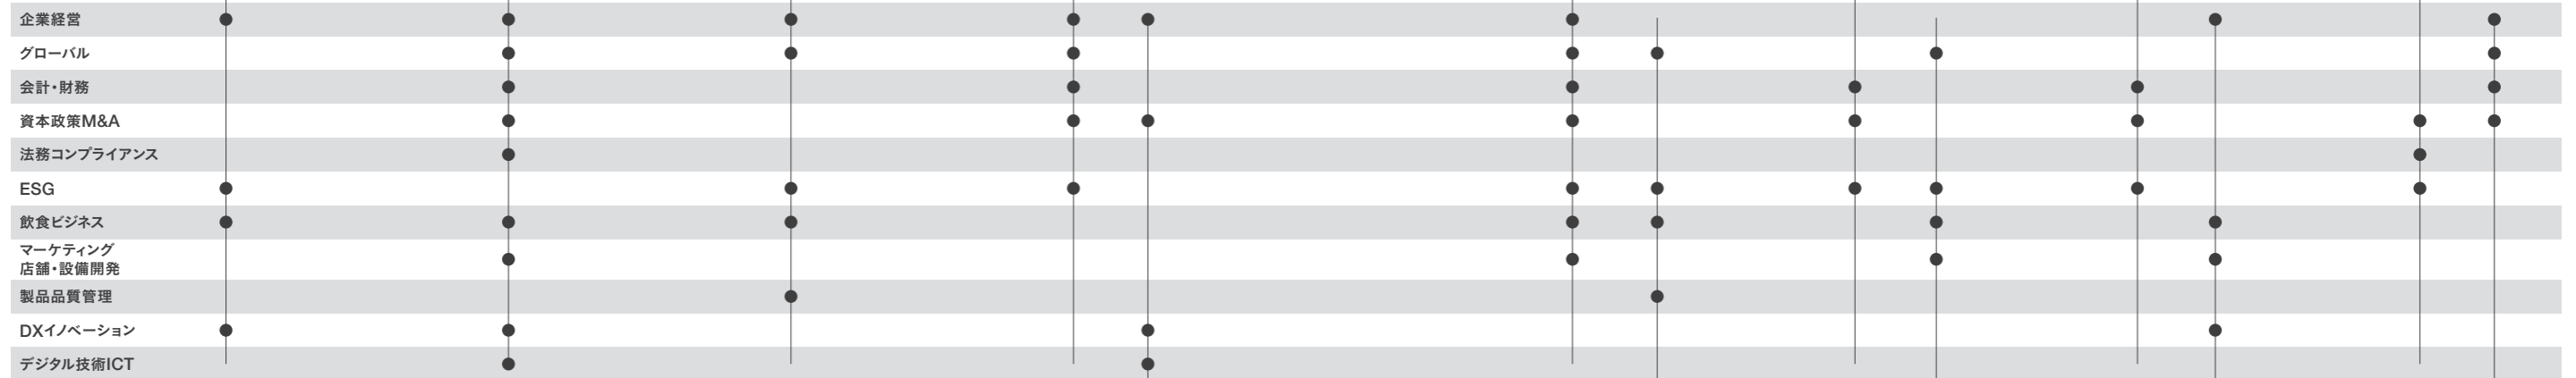 企業経営
グローバル
会計・財務
資本政策M&A
法務コンプライアンス
ESG
飲食ビジネス
マーケティング
店舗・設備開発
製品品質管理
DXイノベーション
デジタル技術ICT